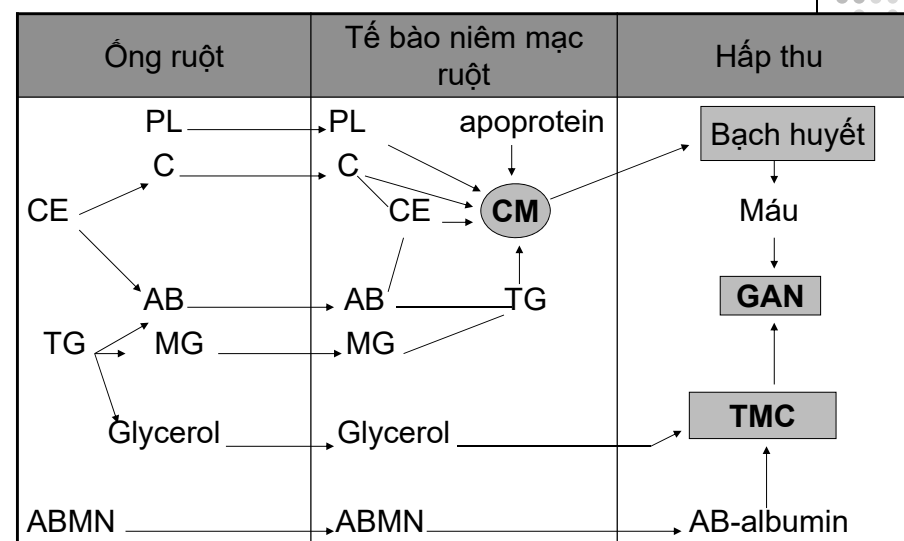 Ống ruột
Tế bào niêm mạc
ruột
Hấp thu
PL
PL
apoprotein
Bạch huyết
C
C
CE
CE
CM
Máu
AB
AB
TG
GAN
TG
MG
MG
TMC
Glycerol
Glycerol
ABMN
ABMN
AB-albumin